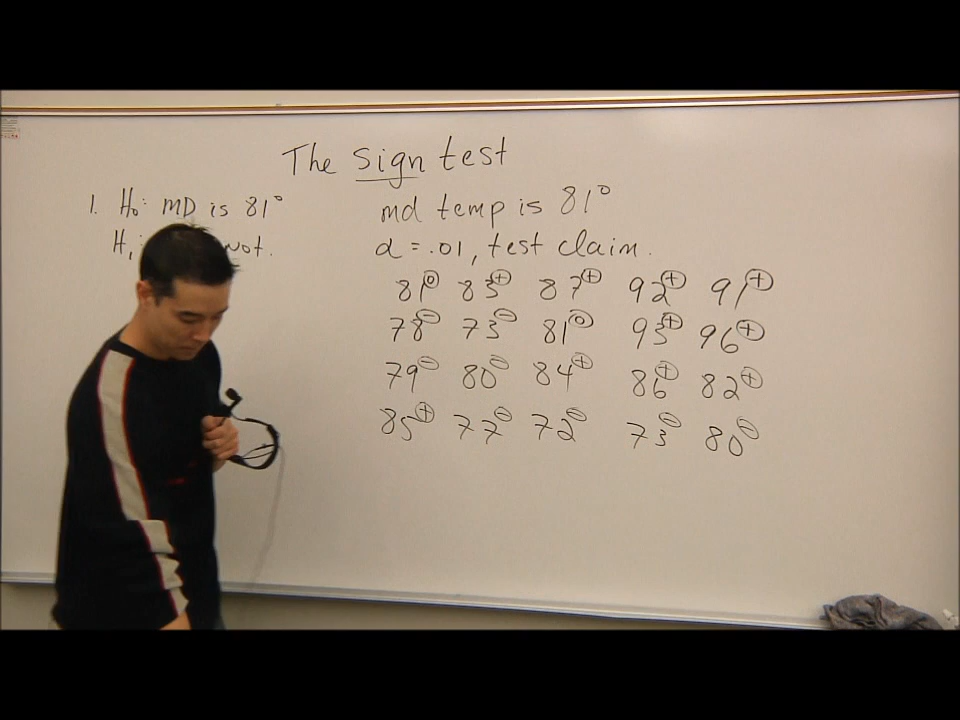 The sign test
1. H₀: MD is 81°
H₁ not.
md temp is 81°
α = .01, test claim.
81⓪ 83⊕ 87⊕ 92⊕ 91⊕
78⊖ 73⊖ 81⓪ 93⊕ 96⊕
79⊖ 80⊖ 84⊕ 86⊕ 82⊕
85⊕ 77⊖ 72⊖ 73⊖ 80⊖